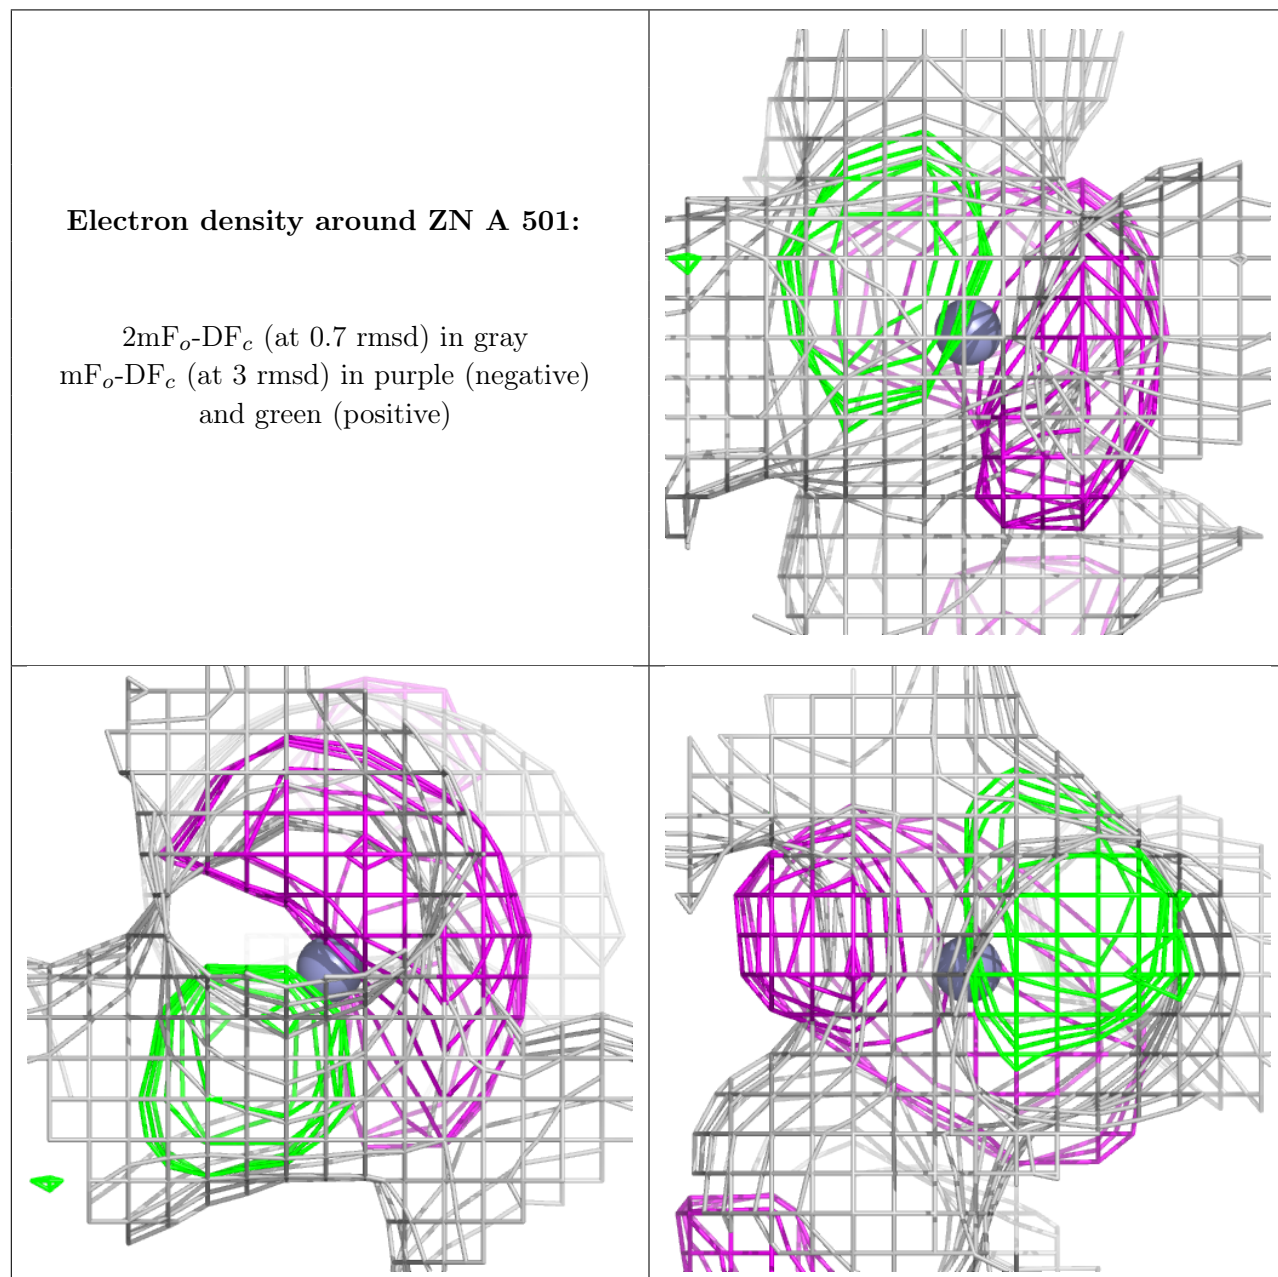 Electron density around ZN A 501:
2mFₒ-DF𝒸 (at 0.7 rmsd) in gray
mFₒ-DF𝒸 (at 3 rmsd) in purple (negative)
and green (positive)